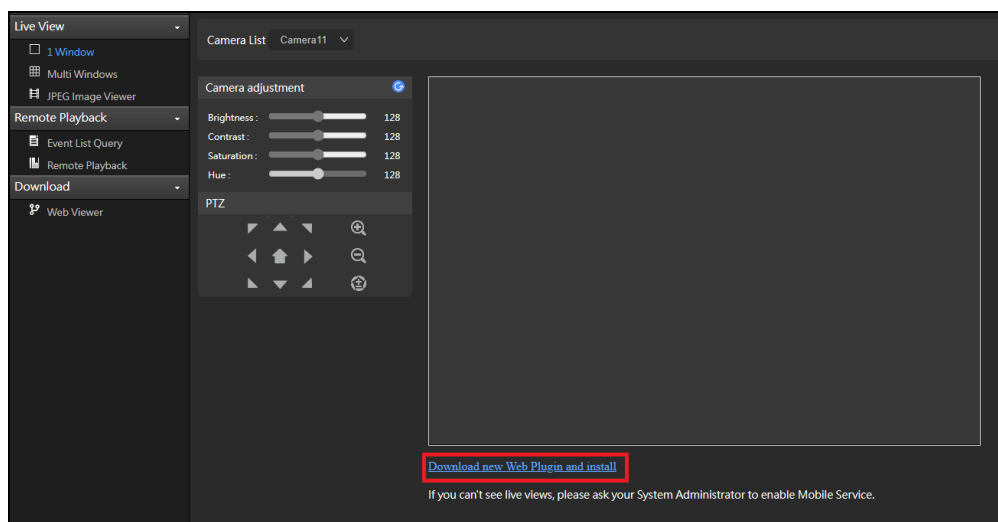 Live View
1 Window
Multi Windows
JPEG Image Viewer
Remote Playback
Event List Query
Remote Playback
Download
Web Viewer
Camera List Camera11
Camera adjustment
Brightness : 128
Contrast : 128
Saturation : 128
Hue : 128
PTZ
Download new Web Plugin and install
If you can't see live views, please ask your System Administrator to enable Mobile Service.